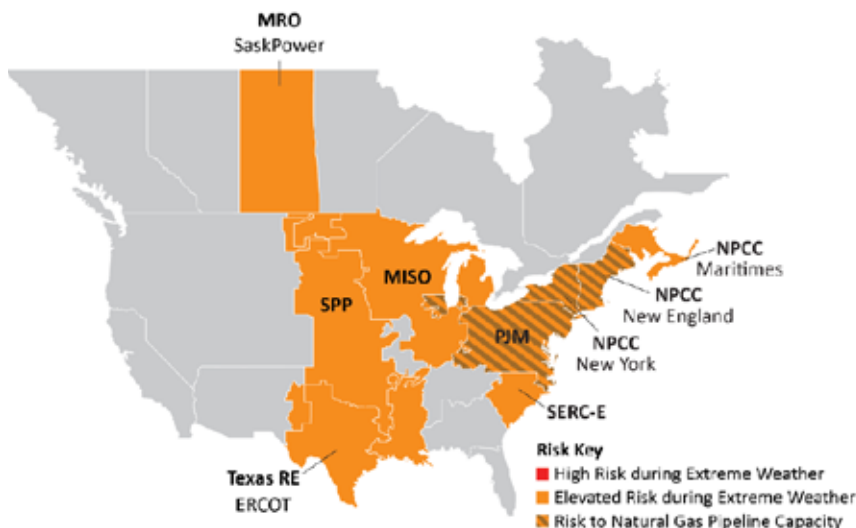 MRO
SaskPower
MISO
SPP
PJM
NPCC
Maritimes
NPCC
New England
NPCC
New York
SERC-E
Texas RE
ERCOT
Risk Key
High Risk during Extreme Weather
Elevated Risk during Extreme Weather
Risk to Natural Gas Pipeline Capacity